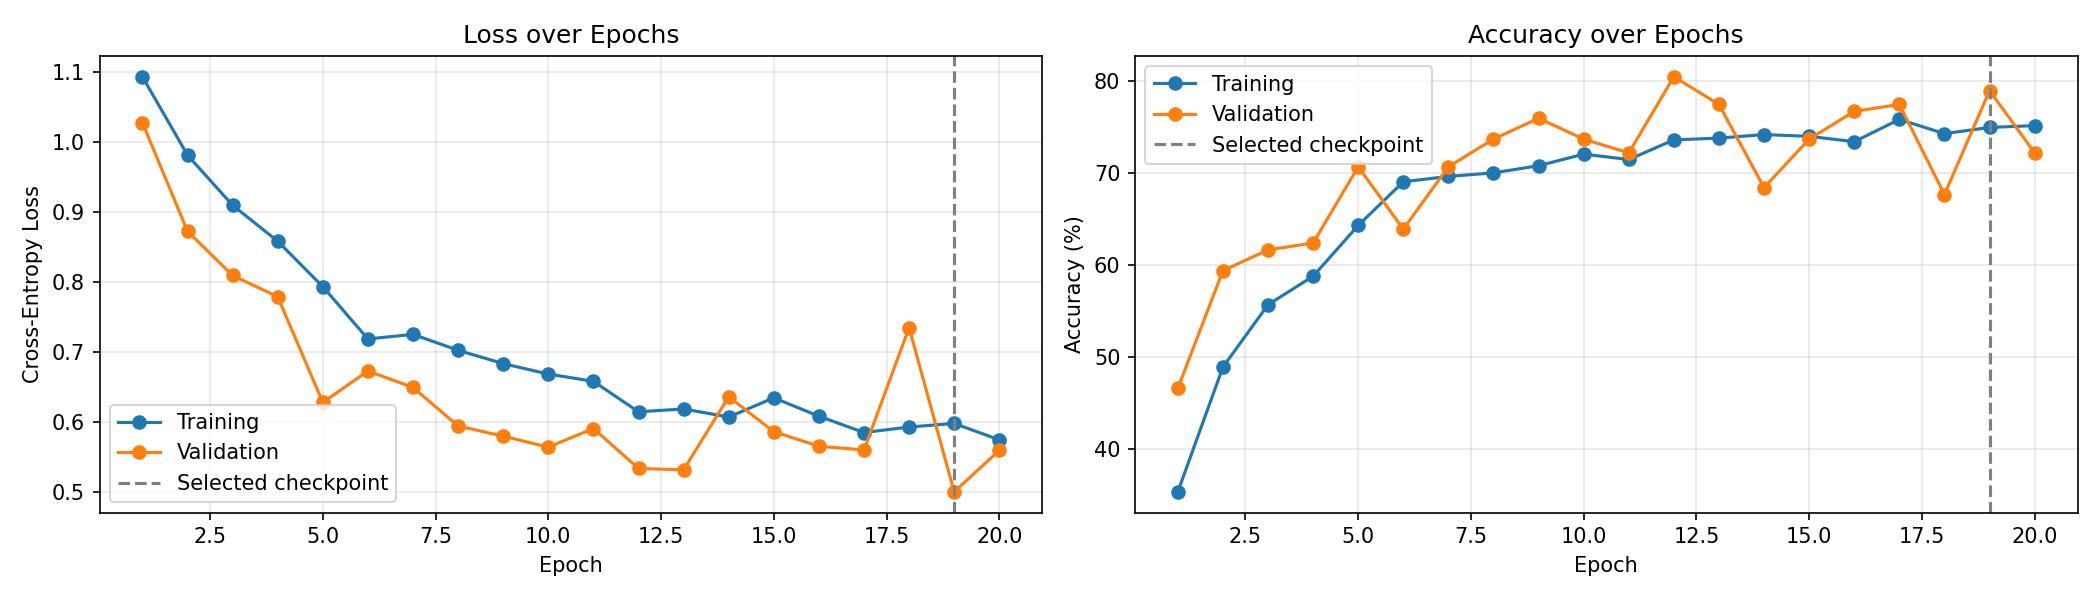 Loss over Epochs
Cross-Entropy Loss
1.1
1.0
0.9
0.8
0.7
0.6
0.5
Training
Validation
Selected checkpoint
2.5 5.0 7.5 10.0 12.5 15.0 17.5 20.0
Epoch
Accuracy over Epochs
Accuracy (%)
80
70
60
50
40
Training
Validation
Selected checkpoint
2.5 5.0 7.5 10.0 12.5 15.0 17.5 20.0
Epoch